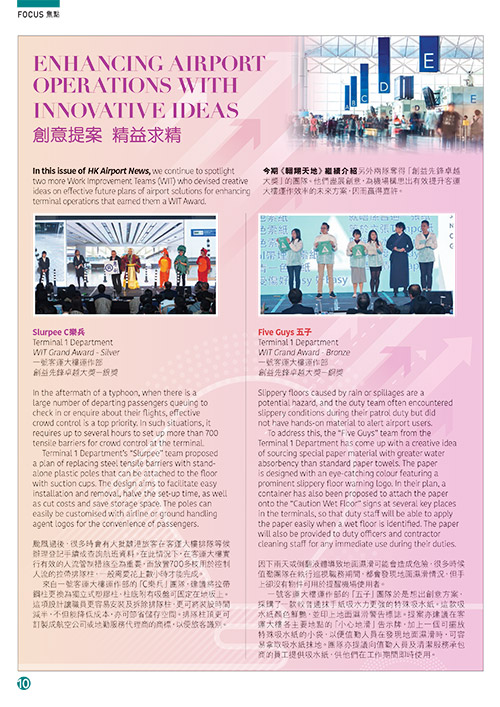 FOCUS 焦點
ENHANCING AIRPORT
OPERATIONS WITH
INNOVATIVE IDEAS
創意提案 精益求精
E
D
C
B
A
In this issue of HK Airport News, we continue to spotlight
two more Work Improvement Teams (WIT) who devised creative
ideas on effective future plans of airport solutions for enhancing
terminal operations that earned them a WIT Award.
今期《翱翔天地》繼續介紹另外兩隊奪得「創益先鋒卓越
大獎」的團隊。他們盡展創意,為機場構思出有效提升客運
大樓運作效率的未來方案,因而贏得嘉許。
Slurpee C樂兵
Terminal 1 Department
WIT Grand Award - Silver
一號客運大樓運作部
創益先鋒卓越大獎－銀獎
In the aftermath of a typhoon, when there is a
large number of departing passengers queuing to
check in or enquire about their flights, effective
crowd control is a top priority. In such situations, it
requires up to several hours to set up more than 700
tensile barriers for crowd control at the terminal.
Terminal 1 Department's "Slurpee" team proposed
a plan of replacing steel tensile barriers with stand-
alone plastic poles that can be attached to the floor
with suction cups. The design aims to facilitate easy
installation and removal, halve the set-up time, as well
as cut costs and save storage space. The poles can
easily be customised with airline or ground handling
agent logos for the convenience of passengers.
颱風過後,很多時會有大批離港旅客在客運大樓排隊等候
辦理登記手續或查詢航班資料。在此情況下,在客運大樓實
行有效的人流管制措施至為重要,而放置700多枝用於控制
人流的拉帶排隊柱,一般需要花上數小時才能完成。
來自一號客運大樓運作部的「C樂兵」團隊,建議將拉帶
鋼柱更換為獨立式膠柱,柱底附有吸盤可固定在地板上。
這項設計讓職員更容易安裝及拆除排隊柱,更可將裝設時間
減半,不但能降低成本,亦可節省儲存空間。排隊柱頂更可
訂製成航空公司或地勤服務代理商的商標,以便旅客識別。
Five Guys 五子
Terminal 1 Department
WIT Grand Award - Bronze
一號客運大樓運作部
創益先鋒卓越大獎－銅獎
Slippery floors caused by rain or spillages are a
potential hazard, and the duty team often encountered
slippery conditions during their patrol duty but did
not have hands-on material to alert airport users.
To address this, the "Five Guys" team from the
Terminal 1 Department has come up with a creative idea
of sourcing special paper material with greater water
absorbency than standard paper towels. The paper
is designed with an eye-catching colour featuring a
prominent slippery floor warning logo. In their plan, a
container has also been proposed to attach the paper
onto the "Caution Wet Floor" signs at several key places
in the terminals, so that duty staff will be able to apply
the paper easily when a wet floor is identified. The paper
will also be provided to duty officers and contractor
cleaning staff for any immediate use during their duties.
因下雨天或倒翻液體導致地面濕滑可能會造成危險,很多時候
值勤團隊在執行巡視職務期間,都會發現地面濕滑情況,但手
上卻沒有物件可用於提醒機場使用者。
一號客運大樓運作部的「五子」團隊於是想出創意方案,
採購了一款較普通抹手紙吸水力更強的特殊吸水紙。這款吸
水紙顏色鮮艷,並印上地面濕滑警告標誌。提案亦建議在客
運大樓各主要地點的「小心地滑」告示牌,加上一個可擺放
特殊吸水紙的小袋,以便值勤人員在發現地面濕滑時,可容
易拿取吸水紙抹地。團隊亦提議向值勤人員及清潔服務承包
商的員工提供吸水紙,供他們在工作期間即時使用。
10